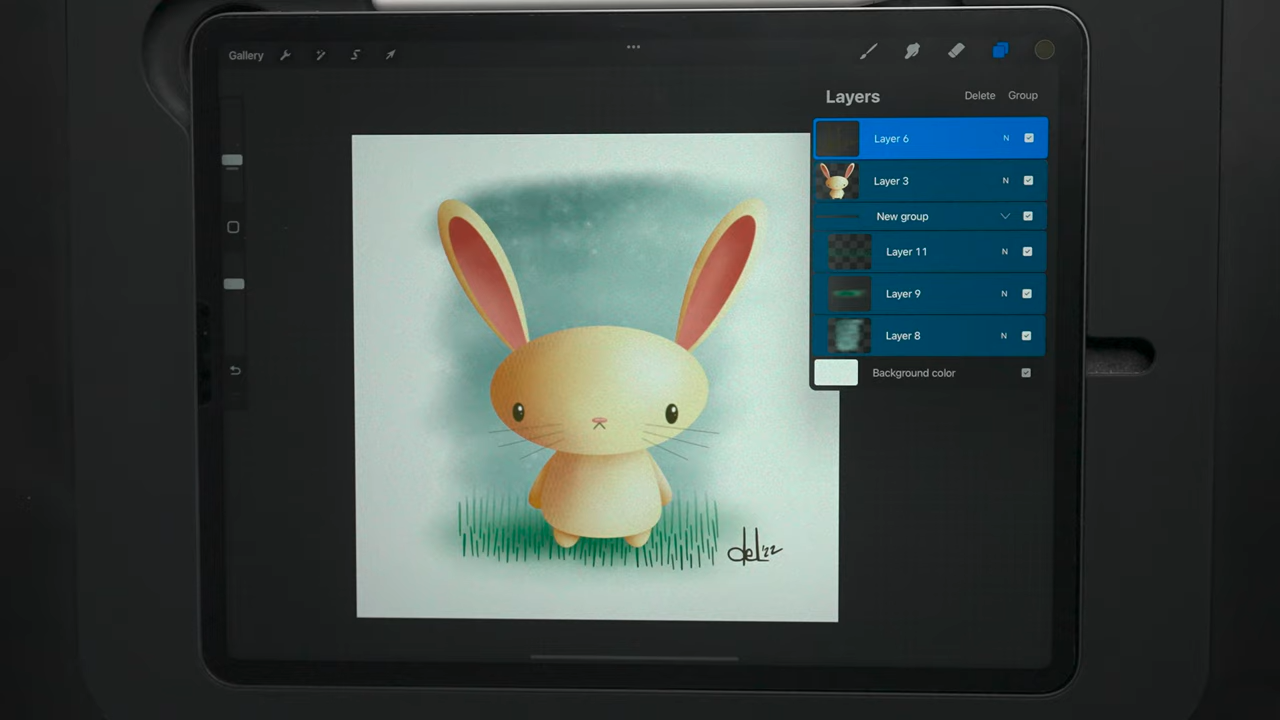 Gallery
Layers Delete Group
Layer 6 N
Layer 3 N
New group
Layer 11 N
Layer 9 N
Layer 8 N
Background color
del'22